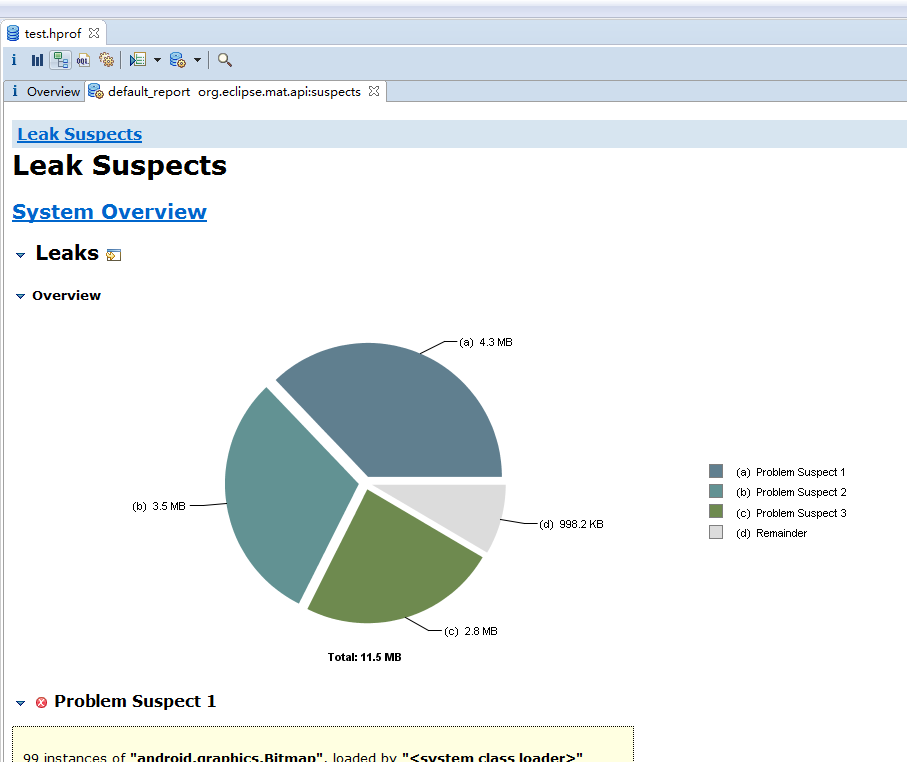 test.hprof
i OQL
i Overview default_report org.eclipse.mat.api:suspects
Leak Suspects
Leak Suspects
System Overview
Leaks
Overview
(a) 4.3 MB
(b) 3.5 MB
(d) 998.2 KB
(c) 2.8 MB
Total: 11.5 MB
(a) Problem Suspect 1
(b) Problem Suspect 2
(c) Problem Suspect 3
(d) Remainder
Problem Suspect 1
99 instances of "android.graphics.Bitmap", loaded by "<system class loader>"